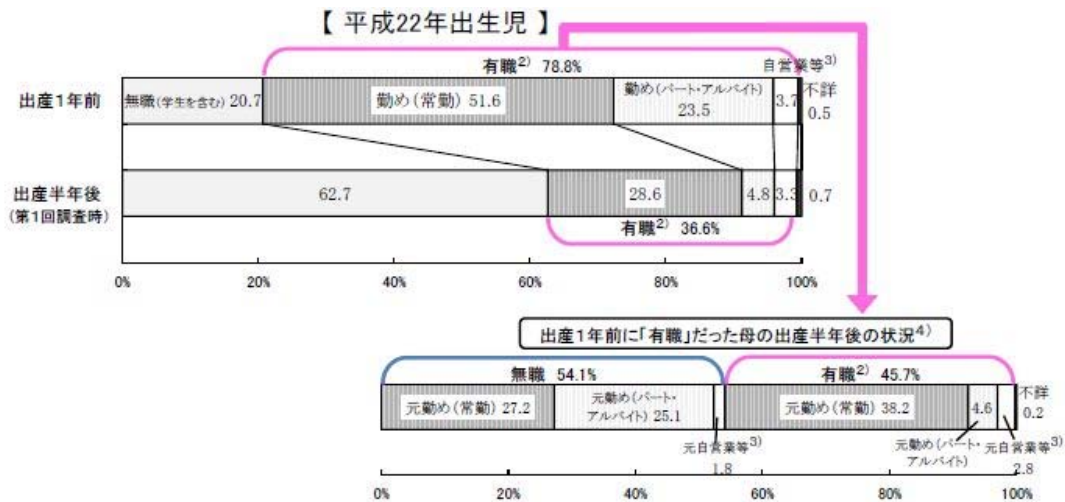 【 平成22年出生児 】
有職2) 78.8%
自営業等3)
出産1年前
無職(学生を含む) 20.7
勤め(常勤) 51.6
勤め(パート・アルバイト)
23.5
3.7
不詳
0.5
出産半年後
(第1回調査時)
62.7
28.6
4.8
3.3
0.7
有職2) 36.6%
0%
20%
40%
60%
80%
100%
出産1年前に「有職」だった母の出産半年後の状況4)
無職 54.1%
有職2) 45.7%
元勤め(常勤) 27.2
元勤め(パート・
アルバイト) 25.1
元勤め(常勤) 38.2
4.6
不詳
0.2
元自営業等3)
1.8
元勤め(パート・
アルバイト)
元自営業等3)
2.8
0%
20%
40%
60%
80%
100%